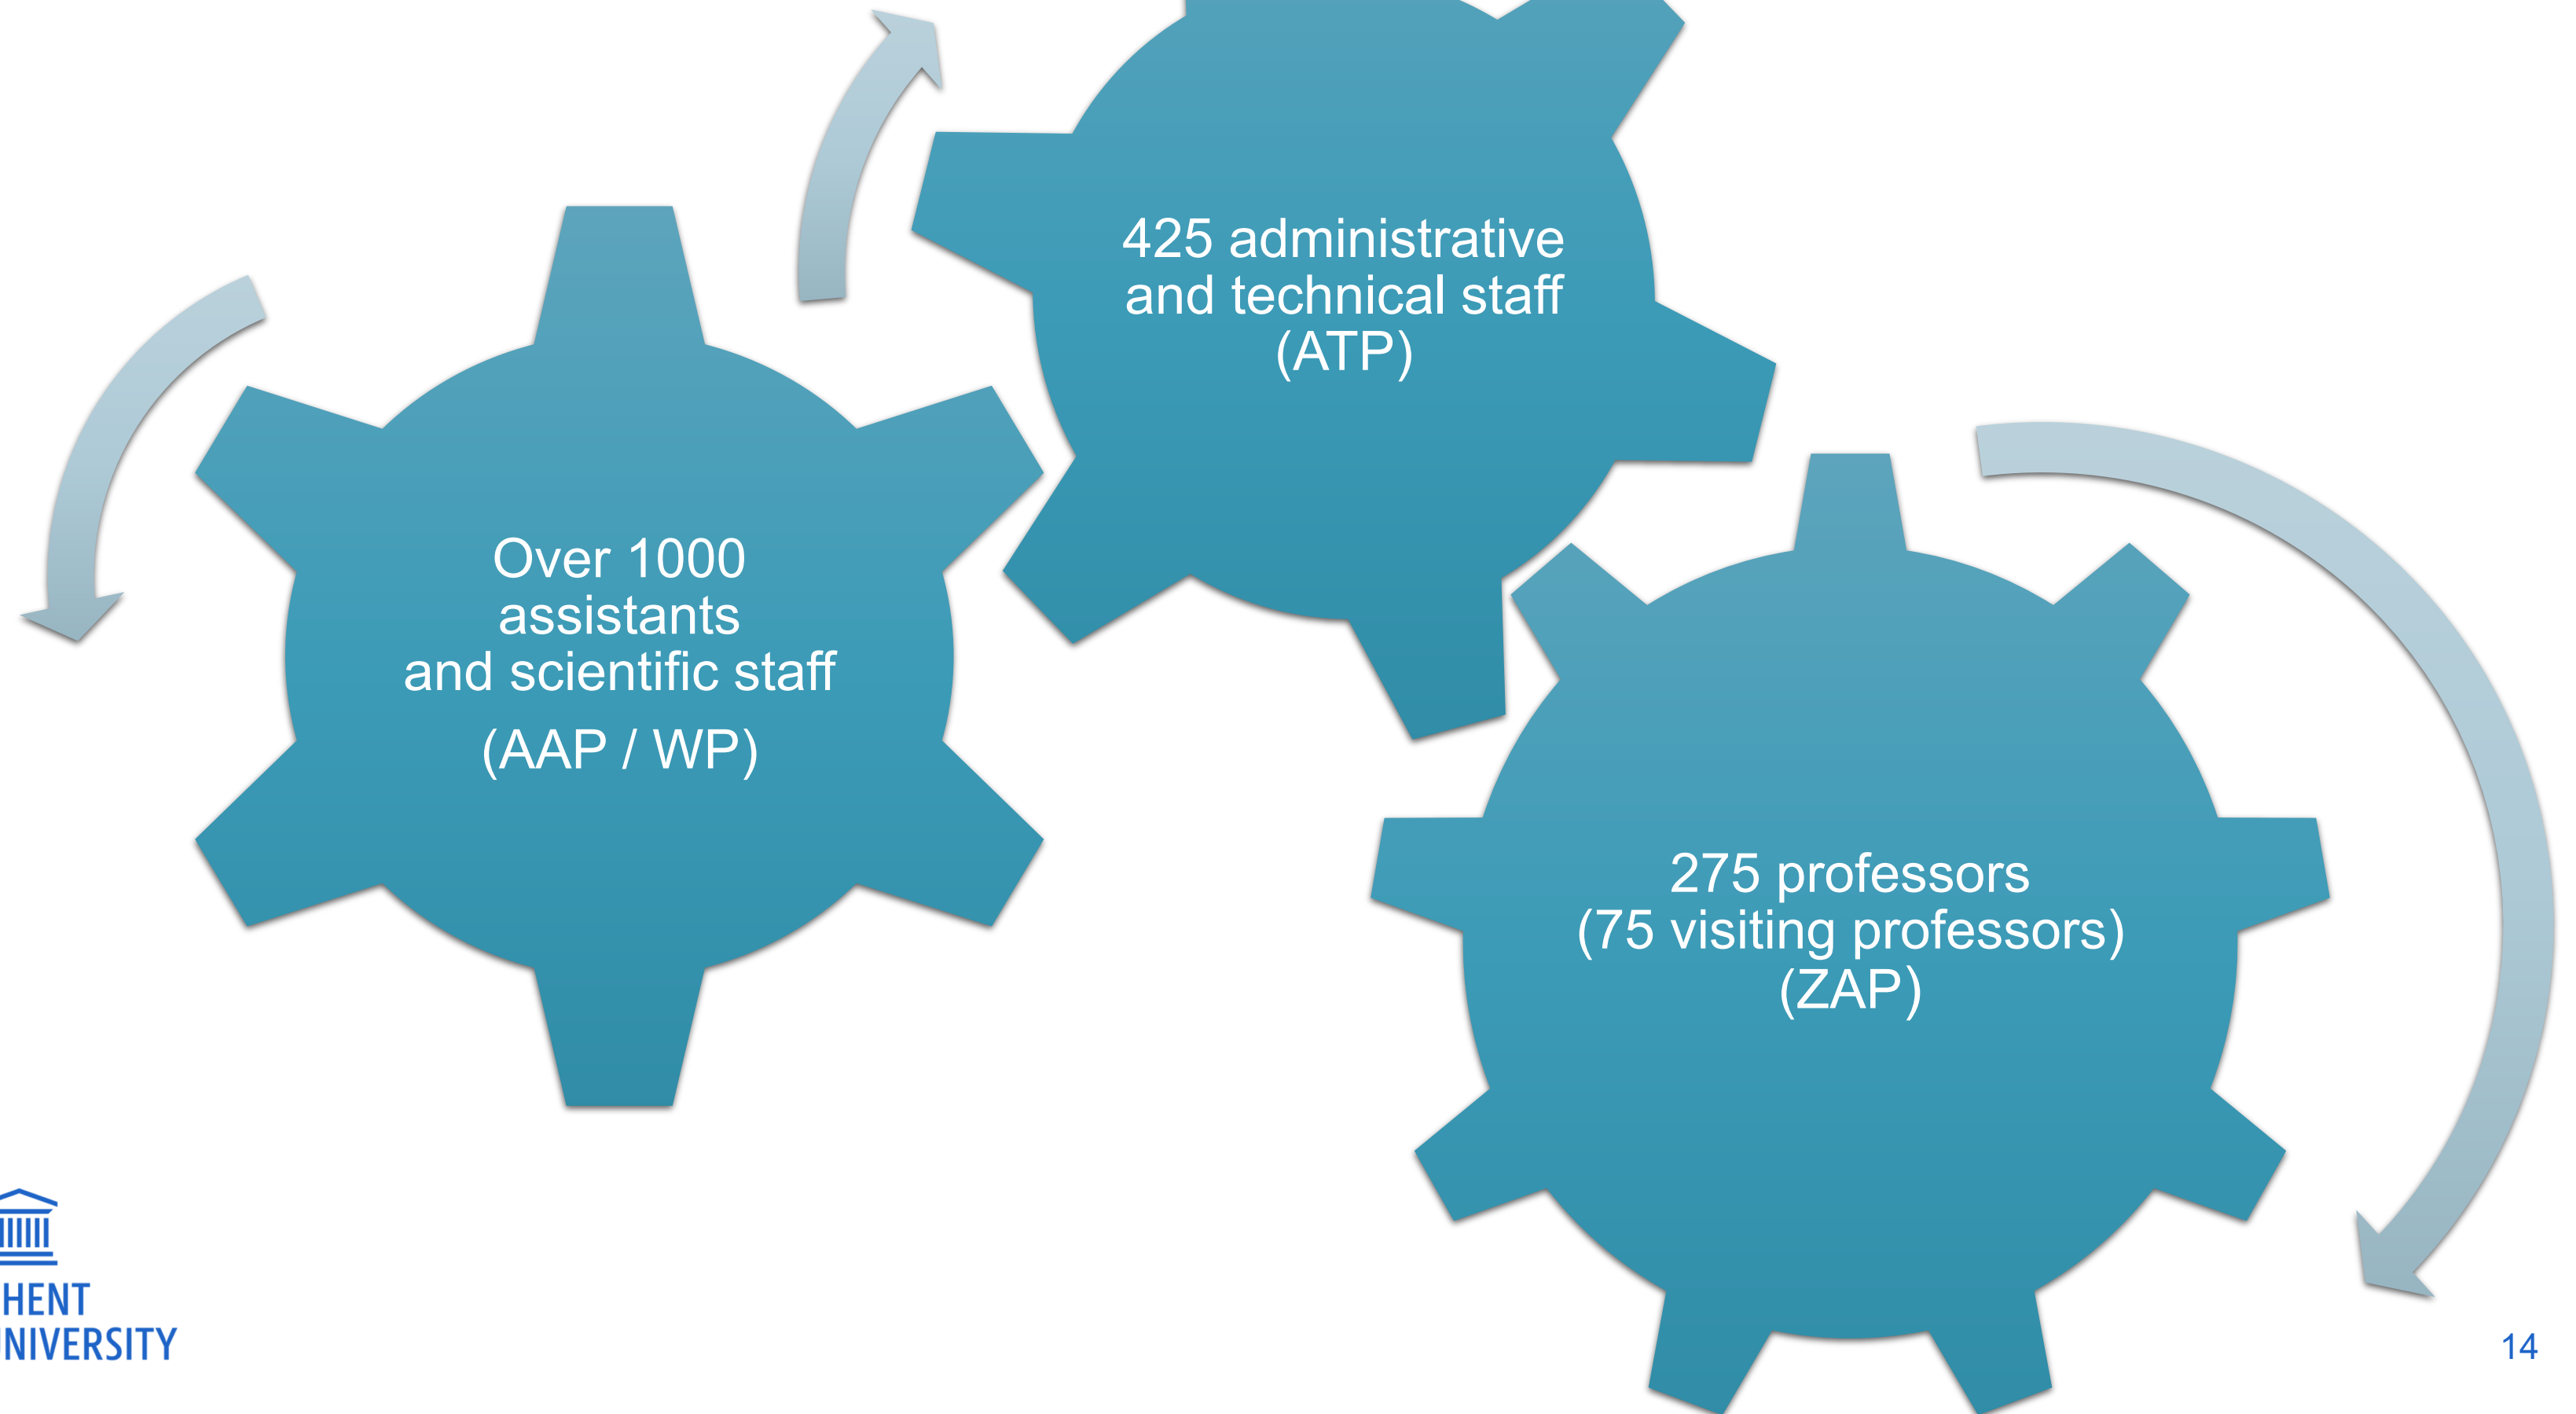 425 administrative
and technical staff
(ATP)
Over 1000
assistants
and scientific staff
(AAP / WP)
275 professors
(75 visiting professors)
(ZAP)
HENT
NIVERSITY
14